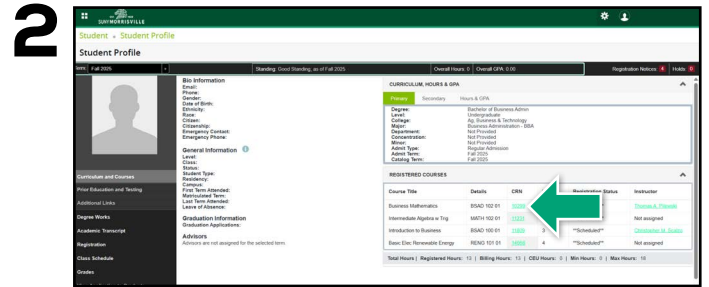 2
SUNY MORRISVILLE
Student • Student Profile
Student Profile
Term: Fall 2025
Standing: Good Standing, as of Fall 2025
Overall Hours: 0 Overall GPA: 0.00
Registration Notices: 4 Holds: 0
Bio Information
Email:
Phone:
Gender:
Date of Birth:
Ethnicity:
Race:
Citizen:
Citizenship:
Emergency Contact:
Emergency Phone:
General Information
Level:
Class:
Status:
Student Type:
Residency:
Campus:
First Term Attended:
Matriculated Term:
Last Term Attended:
Leave of Absence:
Graduation Information
Graduation Applications:
Advisors
Advisors are not assigned for the selected term.
Curriculum and Courses
Prior Education and Testing
Additional Links
Degree Works
Academic Transcript
Registration
Class Schedule
Grades
CURRICULUM, HOURS & GPA
Primary Secondary Hours & GPA
Degree: Bachelor of Business Admin
Level: Undergraduate
College: Ag, Business & Technology
Major: Business Administration - BBA
Department: Not Provided
Concentration: Not Provided
Minor: Not Provided
Admit Type: Regular Admission
Admit Term: Fall 2025
Catalog Term: Fall 2025
REGISTERED COURSES
Course Title Details CRN Registration Status Instructor
Business Mathematics BSAD 102 01
Intermediate Algebra w Trig MATH 102 01 Not assigned
Introduction to Business BSAD 100 01 3 **Scheduled**
Basic Elec Renewable Energy RENG 101 01 4 **Scheduled** Not assigned
Total Hours | Registered Hours: 13 | Billing Hours: 13 | CEU Hours: 0 | Min Hours: 0 | Max Hours: 18